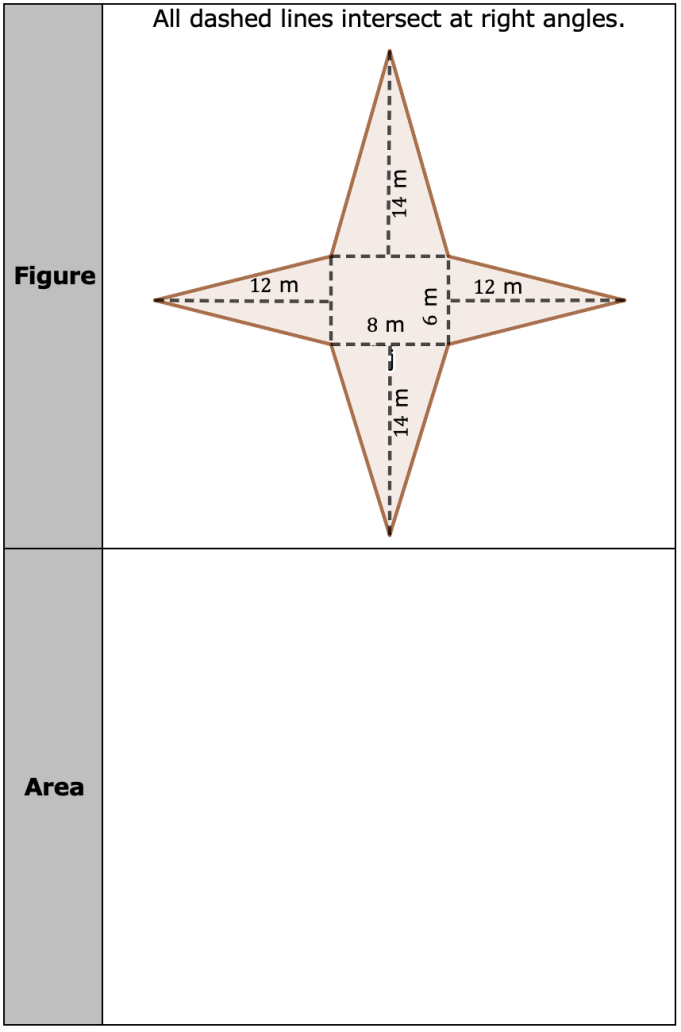 All dashed lines intersect at right angles.
14 m
Figure
12 m
12 m
8 m
6 m
j
14 m
Area